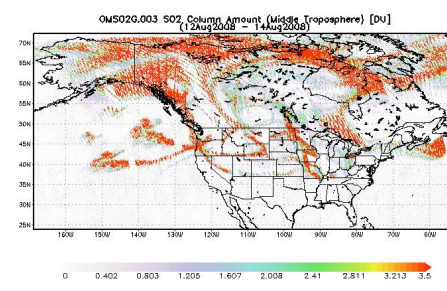 OMSO2G.003 SO2 Column Amount (Middle Troposphere) [DU]
(12Aug2008 - 14Aug2008)
70N
65N
60N
55N
50N
45N
40N
35N
30N
25N
160W 150W 140W 130W 120W 110W 100W 90W 80W 70W 60W
0 0.402 0.803 1.205 1.607 2.008 2.41 2.811 3.213 3.5